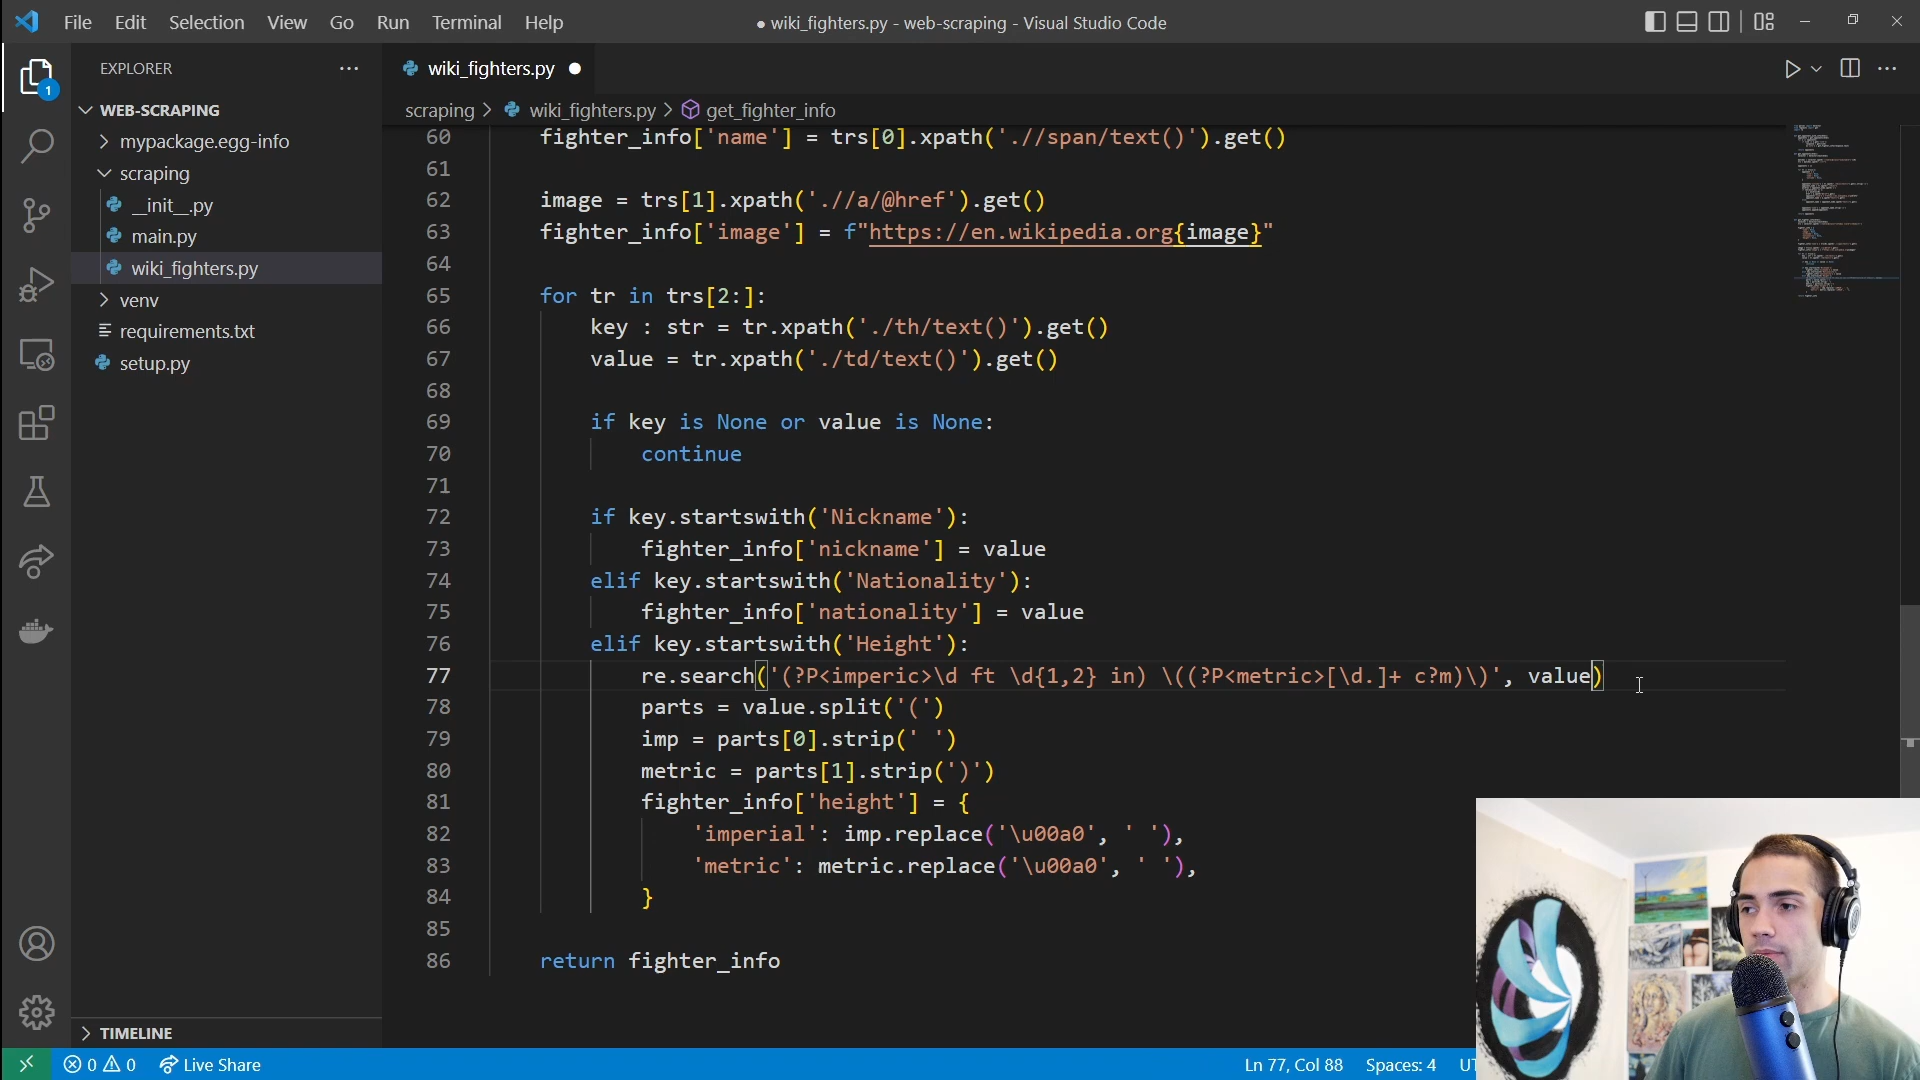 File Edit Selection View Go Run Terminal Help
● wiki_fighters.py - web-scraping - Visual Studio Code
EXPLORER
WEB-SCRAPING
mypackage.egg-info
scraping
__init__.py
main.py
wiki_fighters.py
venv
requirements.txt
setup.py
TIMELINE
1
wiki_fighters.py
scraping > wiki_fighters.py > get_fighter_info
60 fighter_info['name'] = trs[0].xpath('.//span/text()').get()
61
62 image = trs[1].xpath('.//a/@href').get()
63 fighter_info['image'] = f"https://en.wikipedia.org{image}"
64
65 for tr in trs[2:]:
66 key : str = tr.xpath('./th/text()').get()
67 value = tr.xpath('./td/text()').get()
68
69 if key is None or value is None:
70 continue
71
72 if key.startswith('Nickname'):
73 fighter_info['nickname'] = value
74 elif key.startswith('Nationality'):
75 fighter_info['nationality'] = value
76 elif key.startswith('Height'):
77 re.search('(?P<imperic>\d ft \d{1,2} in) \((?P<metric>[\d.]+ c?m)\)', value)
78 parts = value.split('(')
79 imp = parts[0].strip(' ')
80 metric = parts[1].strip(')')
81 fighter_info['height'] = {
82 'imperial': imp.replace('\u00a0', ' '),
83 'metric': metric.replace('\u00a0', ' '),
84 }
85
86 return fighter_info
0 0 Live Share
Ln 77, Col 88 Spaces: 4